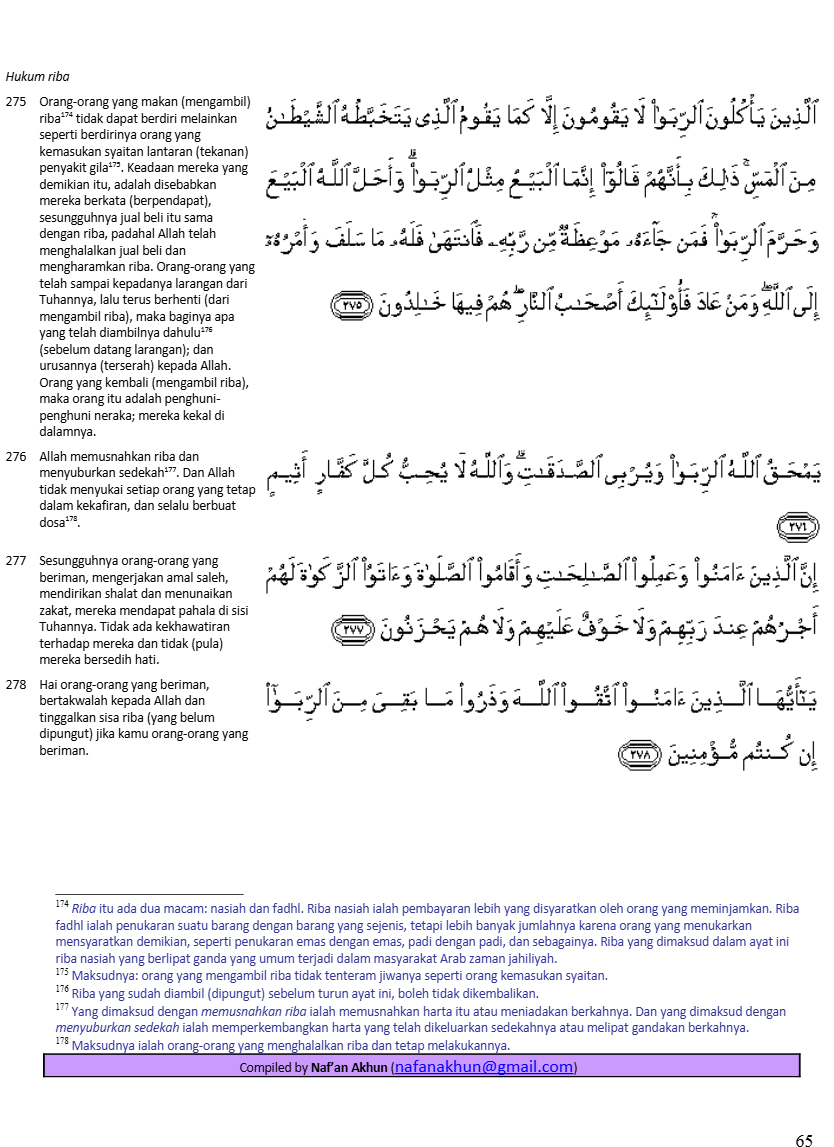 Hukum riba
275 Orang-orang yang makan (mengambil)
riba¹⁷⁴ tidak dapat berdiri melainkan
seperti berdirinya orang yang
kemasukan syaitan lantaran (tekanan)
penyakit gila¹⁷⁵. Keadaan mereka yang
demikian itu, adalah disebabkan
mereka berkata (berpendapat),
sesungguhnya jual beli itu sama
dengan riba, padahal Allah telah
menghalalkan jual beli dan
mengharamkan riba. Orang-orang yang
telah sampai kepadanya larangan dari
Tuhannya, lalu terus berhenti (dari
mengambil riba), maka baginya apa
yang telah diambilnya dahulu¹⁷⁶
(sebelum datang larangan); dan
urusannya (terserah) kepada Allah.
Orang yang kembali (mengambil riba),
maka orang itu adalah penghuni-
penghuni neraka; mereka kekal di
dalamnya.
ٱلَّذِينَ يَأْكُلُونَ ٱلرِّبَوٰا۟ لَا يَقُومُونَ إِلَّا كَمَا يَقُومُ ٱلَّذِى يَتَخَبَّطُهُ ٱلشَّيْطَـٰنُ
مِنَ ٱلْمَسِّ ۚ ذَٰلِكَ بِأَنَّهُمْ قَالُوٓا۟ إِنَّمَا ٱلْبَيْعُ مِثْلُ ٱلرِّبَوٰا۟ ۗ وَأَحَلَّ ٱللَّهُ ٱلْبَيْعَ
وَحَرَّمَ ٱلرِّبَوٰا۟ ۚ فَمَن جَآءَهُۥ مَوْعِظَةٌ مِّن رَّبِّهِۦ فَٱنتَهَىٰ فَلَهُۥ مَا سَلَفَ وَأَمْرُهُۥٓ
إِلَى ٱللَّهِ ۖ وَمَنْ عَادَ فَأُو۟لَـٰٓئِكَ أَصْحَـٰبُ ٱلنَّارِ ۖ هُمْ فِيهَا خَـٰلِدُونَ ٢٧٥
276 Allah memusnahkan riba dan
menyuburkan sedekah¹⁷⁷. Dan Allah
tidak menyukai setiap orang yang tetap
dalam kekafiran, dan selalu berbuat
dosa¹⁷⁸.
يَمْحَقُ ٱللَّهُ ٱلرِّبَوٰا۟ وَيُرْبِى ٱلصَّدَقَـٰتِ ۗ وَٱللَّهُ لَا يُحِبُّ كُلَّ كَفَّارٍ أَثِيمٍ
٢٧٦
277 Sesungguhnya orang-orang yang
beriman, mengerjakan amal saleh,
mendirikan shalat dan menunaikan
zakat, mereka mendapat pahala di sisi
Tuhannya. Tidak ada kekhawatiran
terhadap mereka dan tidak (pula)
mereka bersedih hati.
إِنَّ ٱلَّذِينَ ءَامَنُوا۟ وَعَمِلُوا۟ ٱلصَّـٰلِحَـٰتِ وَأَقَامُوا۟ ٱلصَّلَوٰةَ وَءَاتَوُا۟ ٱلزَّكَوٰةَ لَهُمْ
أَجْرُهُمْ عِندَ رَبِّهِمْ وَلَا خَوْفٌ عَلَيْهِمْ وَلَا هُمْ يَحْزَنُونَ ٢٧٧
278 Hai orang-orang yang beriman,
bertakwalah kepada Allah dan
tinggalkan sisa riba (yang belum
dipungut) jika kamu orang-orang yang
beriman.
يَـٰٓأَيُّهَا ٱلَّذِينَ ءَامَنُوا۟ ٱتَّقُوا۟ ٱللَّهَ وَذَرُوا۟ مَا بَقِىَ مِنَ ٱلرِّبَوٰٓا۟
إِن كُنتُم مُّؤْمِنِينَ ٢٧٨
¹⁷⁴ Riba itu ada dua macam: nasiah dan fadhl. Riba nasiah ialah pembayaran lebih yang disyaratkan oleh orang yang meminjamkan. Riba
fadhl ialah penukaran suatu barang dengan barang yang sejenis, tetapi lebih banyak jumlahnya karena orang yang menukarkan
mensyaratkan demikian, seperti penukaran emas dengan emas, padi dengan padi, dan sebagainya. Riba yang dimaksud dalam ayat ini
riba nasiah yang berlipat ganda yang umum terjadi dalam masyarakat Arab zaman jahiliyah.
¹⁷⁵ Maksudnya: orang yang mengambil riba tidak tenteram jiwanya seperti orang kemasukan syaitan.
¹⁷⁶ Riba yang sudah diambil (dipungut) sebelum turun ayat ini, boleh tidak dikembalikan.
¹⁷⁷ Yang dimaksud dengan memusnahkan riba ialah memusnahkan harta itu atau meniadakan berkahnya. Dan yang dimaksud dengan
menyuburkan sedekah ialah memperkembangkan harta yang telah dikeluarkan sedekahnya atau melipat gandakan berkahnya.
¹⁷⁸ Maksudnya ialah orang-orang yang menghalalkan riba dan tetap melakukannya.
Compiled by Naf’an Akhun (nafanakhun@gmail.com)
65